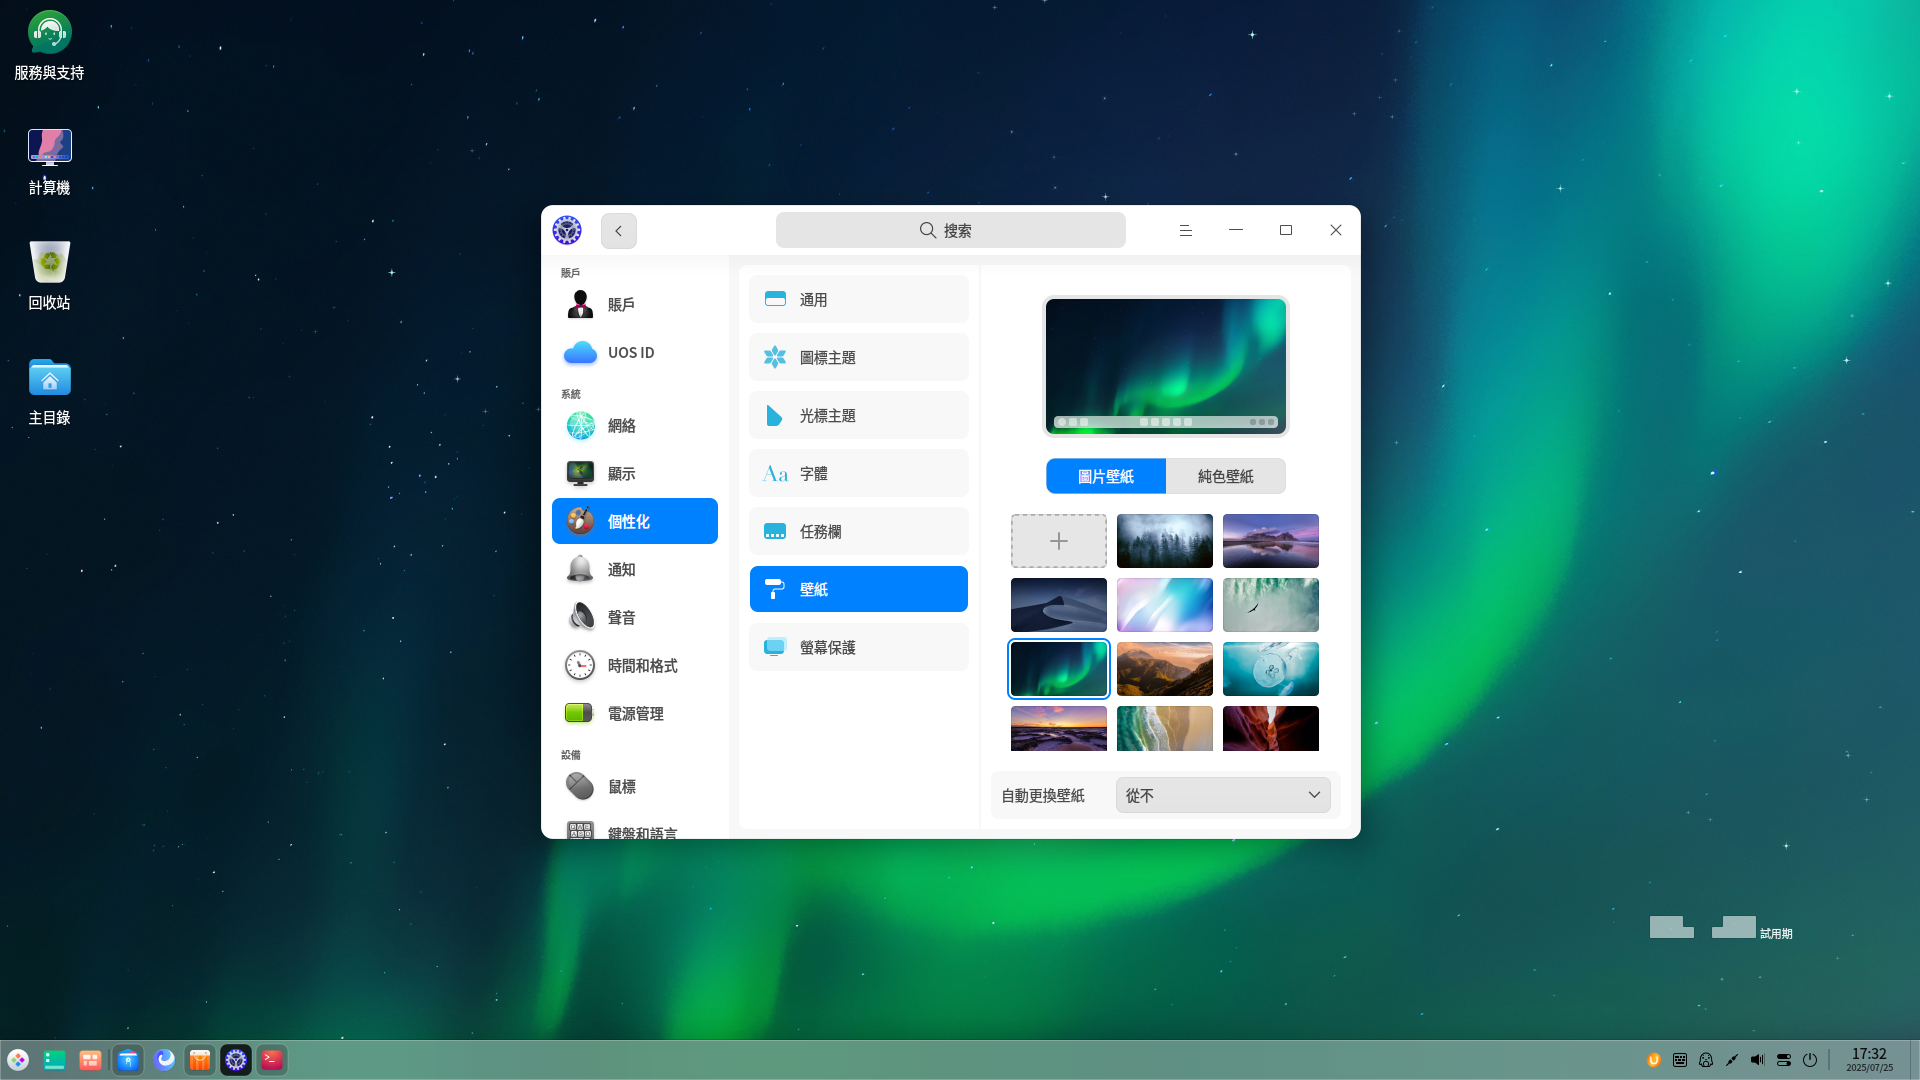 服務與支持
計算機
回收站
主目錄
搜索
賬戶
賬戶
UOS ID
系統
網絡
顯示
個性化
通知
聲音
時間和格式
電源管理
設備
鼠標
鍵盤和語言
通用
圖標主題
光標主題
Aa 字體
任務欄
壁紙
螢幕保護
圖片壁紙
純色壁紙
自動更換壁紙
從不
試用期
17:32
2025/07/25